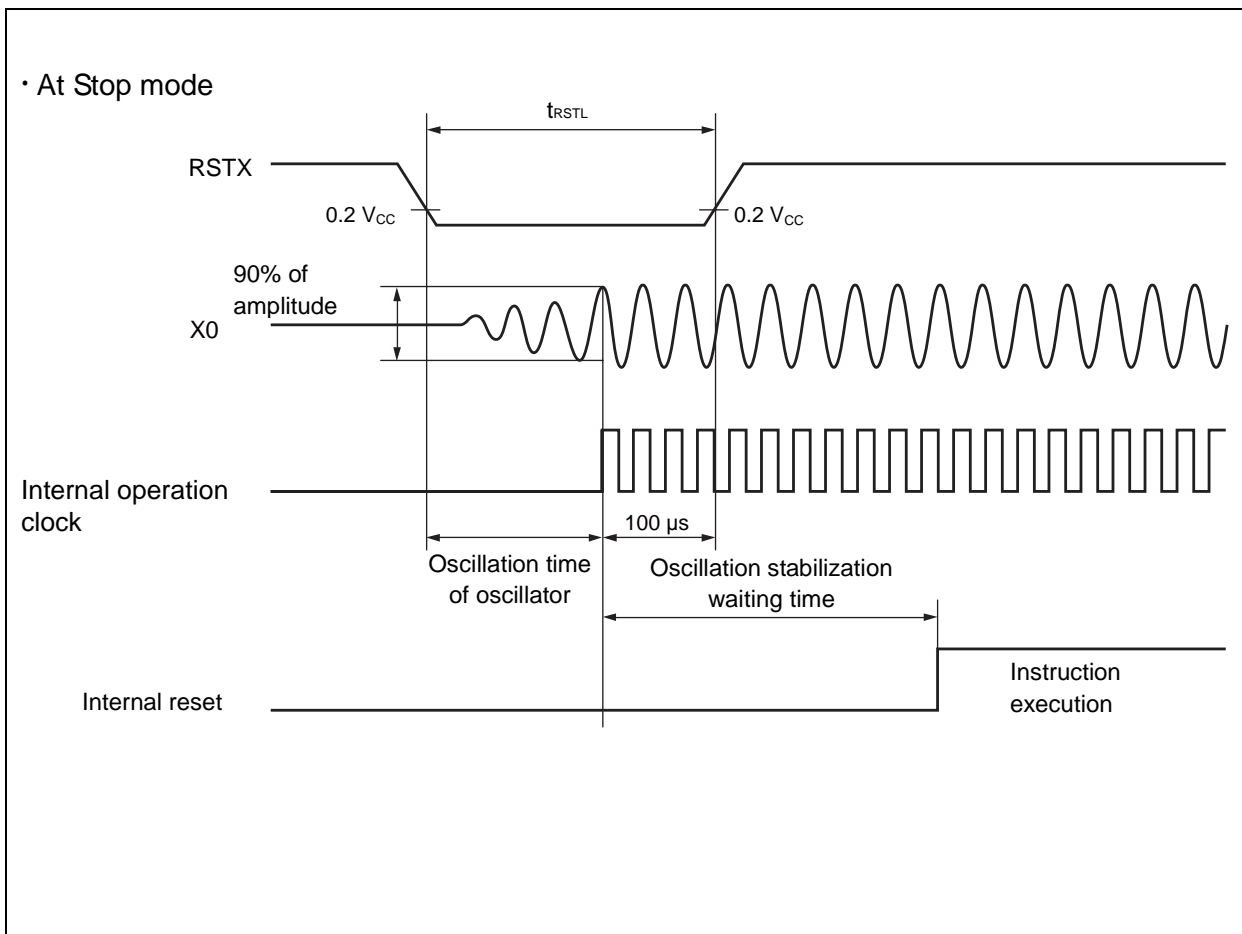 · At Stop mode
tRSTL
RSTX
0.2 VCC
0.2 VCC
90% of
amplitude
X0
Internal operation
clock
100 µs
Oscillation time
of oscillator
Oscillation stabilization
waiting time
Internal reset
Instruction
execution